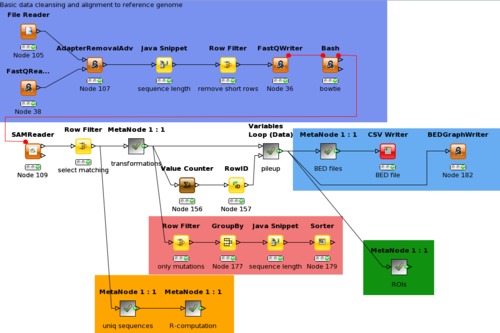 Basic data cleansing and alignment to reference genome
File Reader
Node 105
AdapterRemovalAdv
Node 107
Java Snippet
sequence length
Row Filter
remove short rows
FastQWriter
Node 36
Bash
bowtie
FastQRea...
Node 38
SAMReader
Node 109
Row Filter
select matching
MetaNode 1 : 1
transformations
Variables
Loop (Data)
pileup
MetaNode 1 : 1
BED files
CSV Writer
BED file
BEDGraphWriter
Node 182
Value Counter
Node 156
RowID
Node 157
Row Filter
only mutations
GroupBy
Node 177
Java Snippet
sequence length
Sorter
Node 179
MetaNode 1 : 1
ROIs
MetaNode 1 : 1
uniq sequences
MetaNode 1 : 1
R-computation